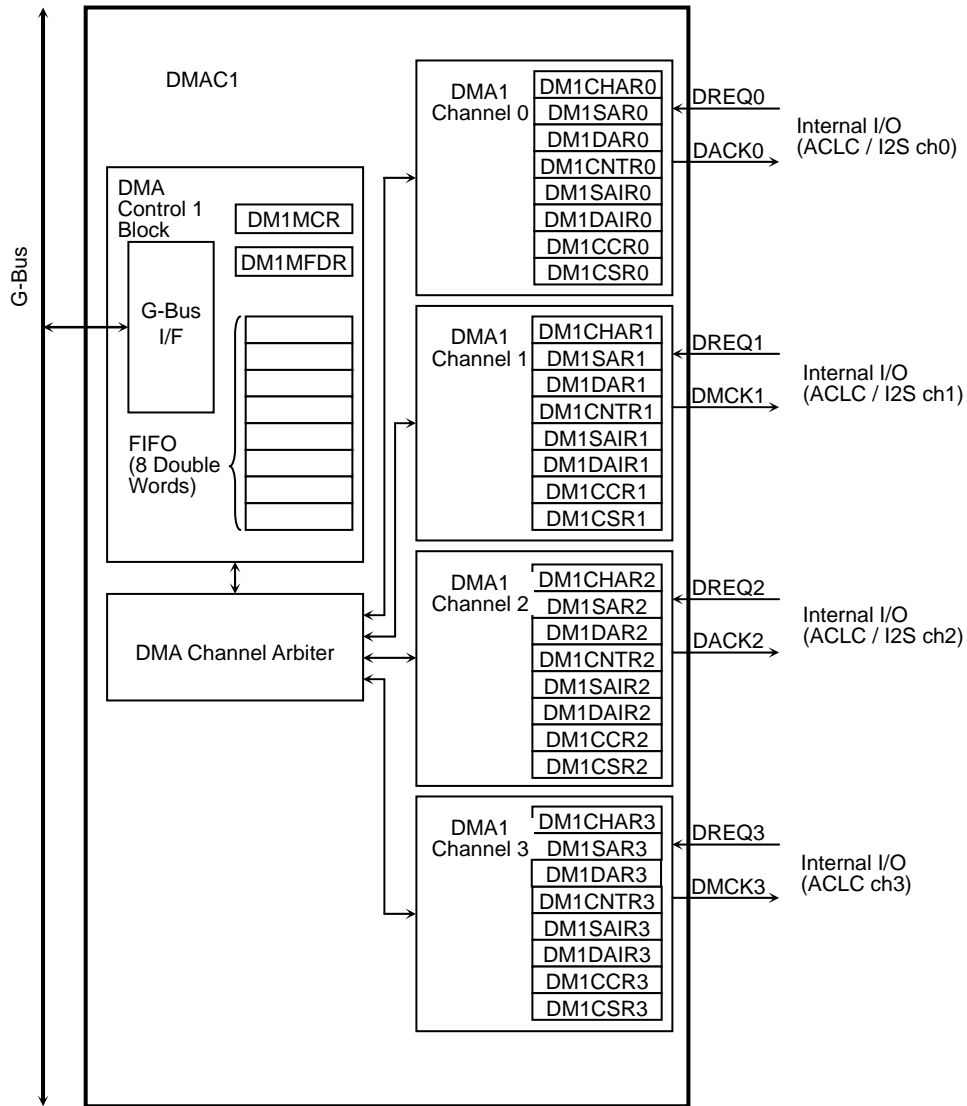 G-Bus
DMAC1
DMA
Control 1
Block
DM1MCR
DM1MFDR
G-Bus
I/F
FIFO
(8 Double
Words)
DMA Channel Arbiter
DMA1
Channel 0
DM1CHAR0
DM1SAR0
DM1DAR0
DM1CNTR0
DM1SAIR0
DM1DAIR0
DM1CCR0
DM1CSR0
DREQ0
DACK0
Internal I/O
(ACLC / I2S ch0)
DMA1
Channel 1
DM1CHAR1
DM1SAR1
DM1DAR1
DM1CNTR1
DM1SAIR1
DM1DAIR1
DM1CCR1
DM1CSR1
DREQ1
DMCK1
Internal I/O
(ACLC / I2S ch1)
DMA1
Channel 2
DM1CHAR2
DM1SAR2
DM1DAR2
DM1CNTR2
DM1SAIR2
DM1DAIR2
DM1CCR2
DM1CSR2
DREQ2
DACK2
Internal I/O
(ACLC / I2S ch2)
DMA1
Channel 3
DM1CHAR3
DM1SAR3
DM1DAR3
DM1CNTR3
DM1SAIR3
DM1DAIR3
DM1CCR3
DM1CSR3
DREQ3
DMCK3
Internal I/O
(ACLC ch3)